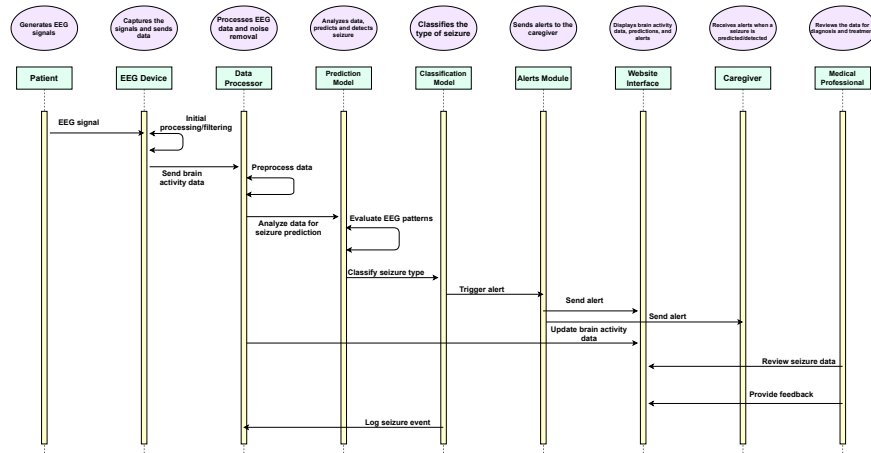 Generates EEG
signals
Captures the
signals and sends
data
Processes EEG
data and noise
removal
Analyzes data,
predicts and detects
seizure
Classifies the
type of seizure
Sends alerts to the
caregiver
Displays brain activity
data, predictions, and
alerts
Receives alerts when a
seizure is
predicted/detected
Reviews the data for
diagnosis and treatment
Patient
EEG Device
Data
Processor
Prediction
Model
Classification
Model
Alerts Module
Website
Interface
Caregiver
Medical
Professional
EEG signal
Initial
processing/filtering
Send brain
activity data
Preprocess data
Analyze data for
seizure prediction
Evaluate EEG patterns
Classify seizure type
Trigger alert
Send alert
Send alert
Update brain activity
data
Review seizure data
Provide feedback
Log seizure event